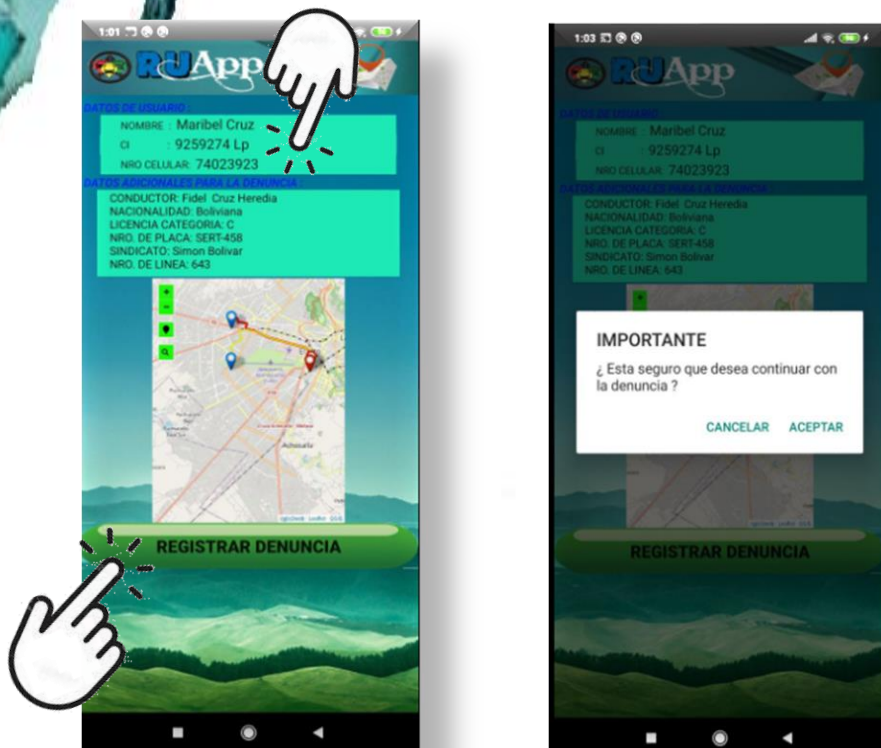 1:01
RUApp
DATOS DE USUARIO :
NOMBRE : Maribel Cruz
CI : 9259274 Lp
NRO CELULAR: 74023923
DATOS ADICIONALES PARA LA DENUNCIA :
CONDUCTOR: Fidel Cruz Heredia
NACIONALIDAD: Boliviana
LICENCIA CATEGORIA: C
NRO. DE PLACA: SERT-458
SINDICATO: Simon Bolivar
NRO. DE LINEA: 643
+
−
Achocalla
REGISTRAR DENUNCIA
1:03
RUApp
DATOS DE USUARIO :
NOMBRE : Maribel Cruz
CI : 9259274 Lp
NRO CELULAR: 74023923
DATOS ADICIONALES PARA LA DENUNCIA :
CONDUCTOR: Fidel Cruz Heredia
NACIONALIDAD: Boliviana
LICENCIA CATEGORIA: C
NRO. DE PLACA: SERT-458
SINDICATO: Simon Bolivar
NRO. DE LINEA: 643
+
IMPORTANTE
¿ Esta seguro que desea continuar con
la denuncia ?
CANCELAR ACEPTAR
REGISTRAR DENUNCIA